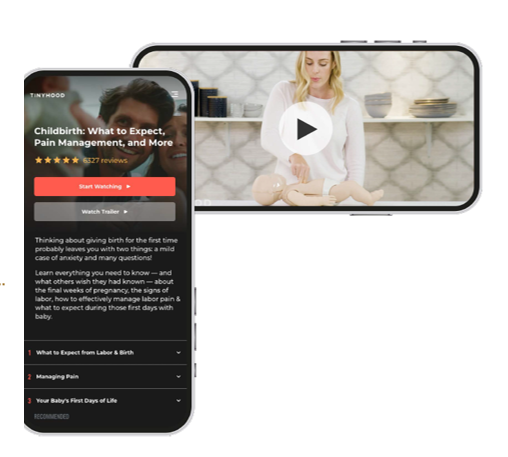 TINYHOOD
Childbirth: What to Expect,
Pain Management, and More
6327 reviews
Start Watching
Watch Trailer
Thinking about giving birth for the first time
probably leaves you with two things: a mild
case of anxiety and many questions!
Learn everything you need to know — and
what others wish they had known — about
the final weeks of pregnancy, the signs of
labor, how to effectively manage labor pain &
what to expect during those first days with
baby.
1 What to Expect from Labor & Birth
2 Managing Pain
3 Your Baby's First Days of Life
RECOMMENDED